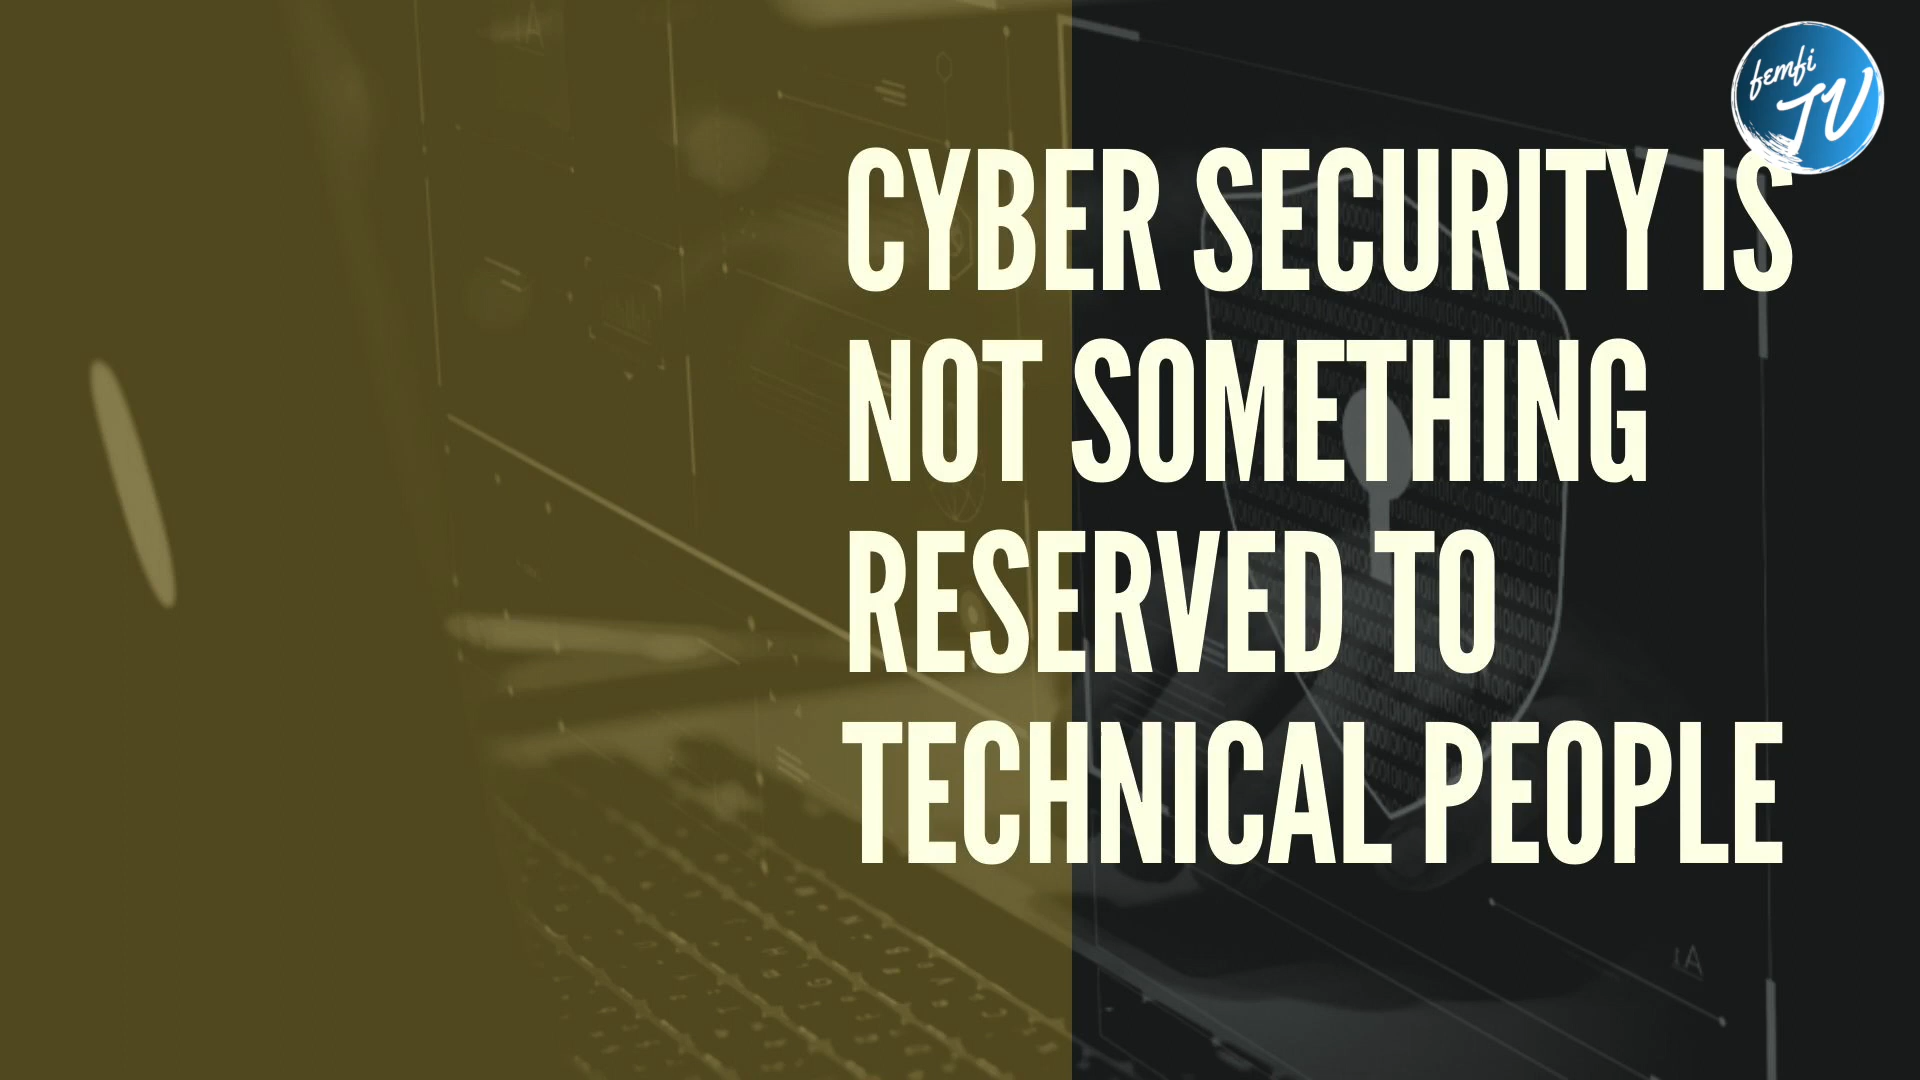 femfi
TV
CYBER SECURITY IS
NOT SOMETHING
RESERVED TO
TECHNICAL PEOPLE